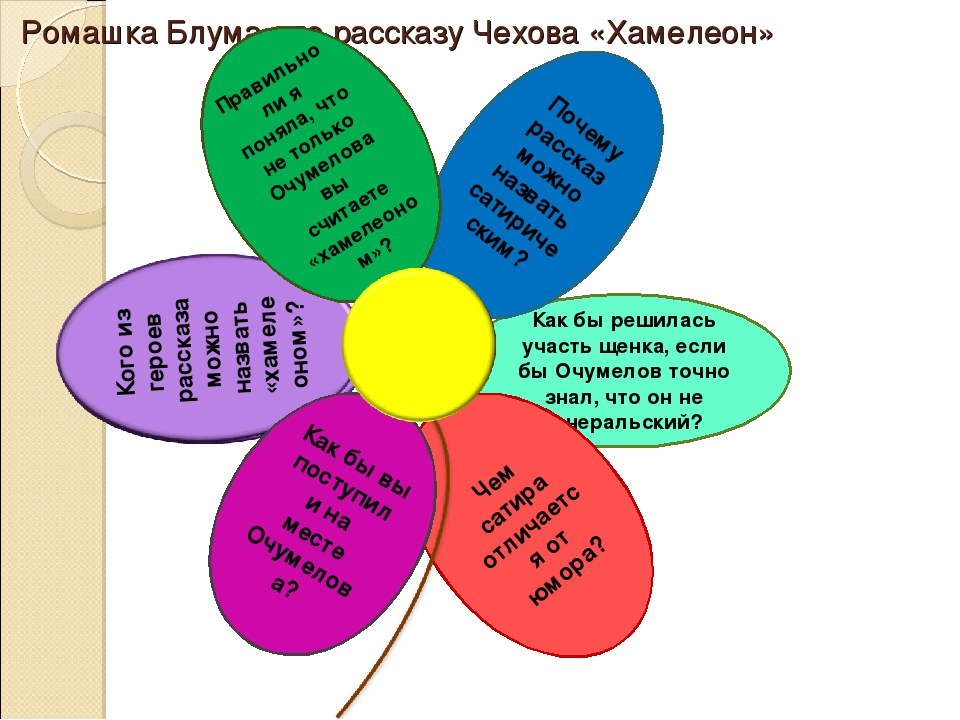 Ромашка Блума рассказу Чехова «Хамелеон»
Правильно
ли я
поняла, что
не только
Очумелова
вы
считаете
«хамелеоно
м»?
Почему
рассказ
можно
назвать
сатириче
ским?
Кого из
героев
рассказа
можно
назвать
«хамеле
оном»?
Как бы решилась
участь щенка, если
бы Очумелов точно
знал, что он не
неральский?
Как бы вы
поступил
и на
месте
Очумелов
а?
Чем
сатира
отличаетс
я от
юмора?